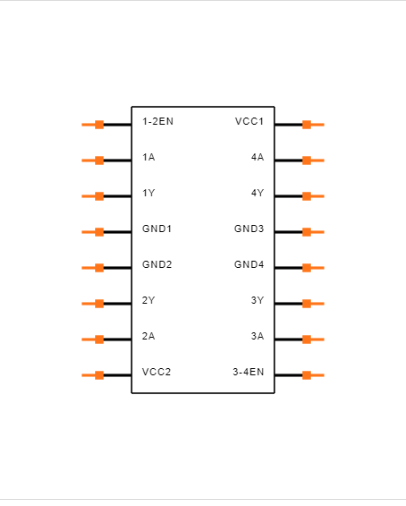 1-2EN VCC1
1A 4A
1Y 4Y
GND1 GND3
GND2 GND4
2Y 3Y
2A 3A
VCC2 3-4EN